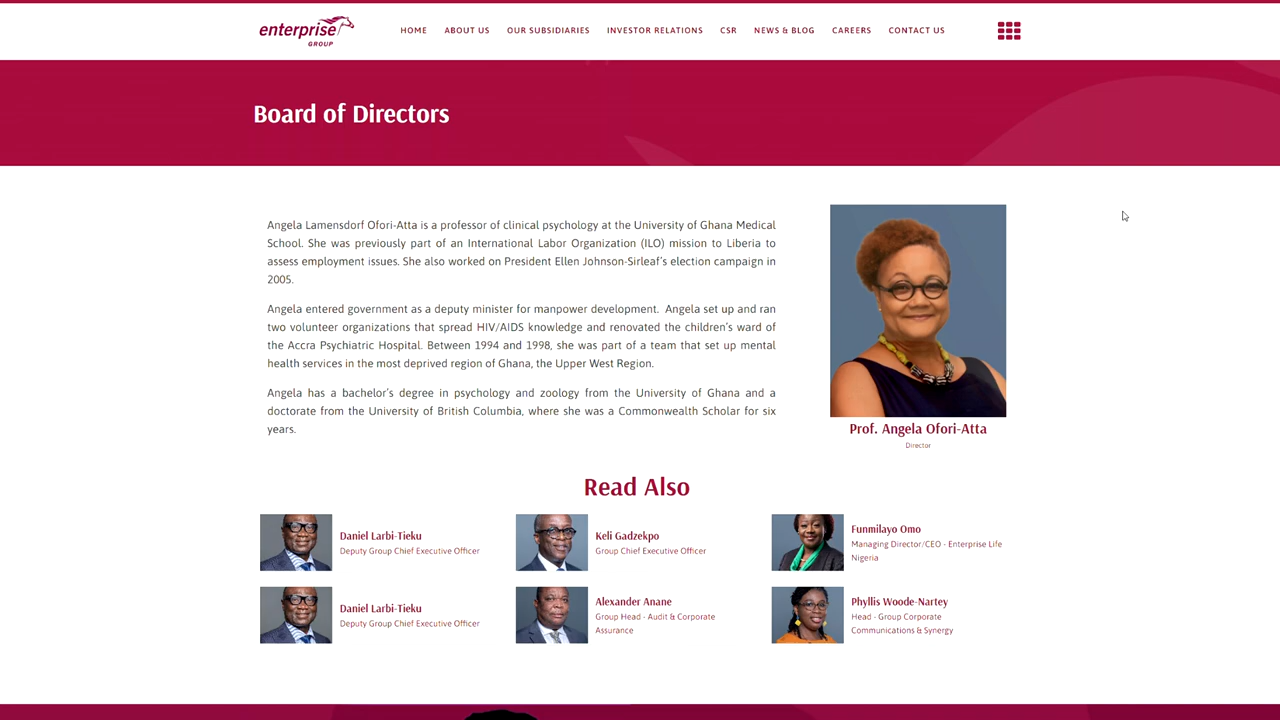 enterprise
GROUP
HOME ABOUT US OUR SUBSIDIARIES INVESTOR RELATIONS CSR NEWS & BLOG CAREERS CONTACT US
Board of Directors
Angela Lamensdorf Ofori-Atta is a professor of clinical psychology at the University of Ghana Medical
School. She was previously part of an International Labor Organization (ILO) mission to Liberia to
assess employment issues. She also worked on President Ellen Johnson-Sirleaf's election campaign in
2005.
Angela entered government as a deputy minister for manpower development. Angela set up and ran
two volunteer organizations that spread HIV/AIDS knowledge and renovated the children's ward of
the Accra Psychiatric Hospital. Between 1994 and 1998, she was part of a team that set up mental
health services in the most deprived region of Ghana, the Upper West Region.
Angela has a bachelor's degree in psychology and zoology from the University of Ghana and a
doctorate from the University of British Columbia, where she was a Commonwealth Scholar for six
years.
Prof. Angela Ofori-Atta
Director
Read Also
Daniel Larbi-Tieku
Deputy Group Chief Executive Officer
Keli Gadzekpo
Group Chief Executive Officer
Funmilayo Omo
Managing Director/CEO - Enterprise Life
Nigeria
Daniel Larbi-Tieku
Deputy Group Chief Executive Officer
Alexander Anane
Group Head - Audit & Corporate
Assurance
Phyllis Woode-Nartey
Head - Group Corporate
Communications & Synergy